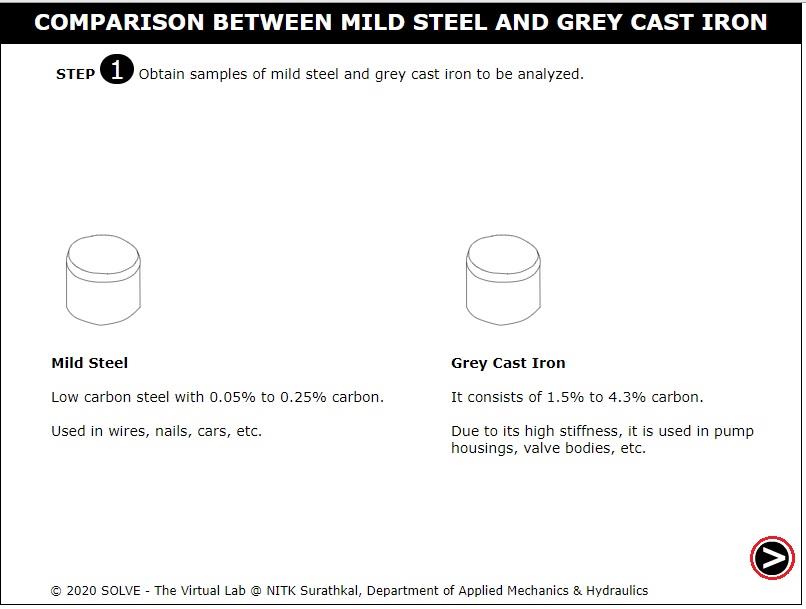 COMPARISON BETWEEN MILD STEEL AND GREY CAST IRON
STEP 1 Obtain samples of mild steel and grey cast iron to be analyzed.
Mild Steel
Low carbon steel with 0.05% to 0.25% carbon.
Used in wires, nails, cars, etc.
Grey Cast Iron
It consists of 1.5% to 4.3% carbon.
Due to its high stiffness, it is used in pump
housings, valve bodies, etc.
© 2020 SOLVE - The Virtual Lab @ NITK Surathkal, Department of Applied Mechanics & Hydraulics